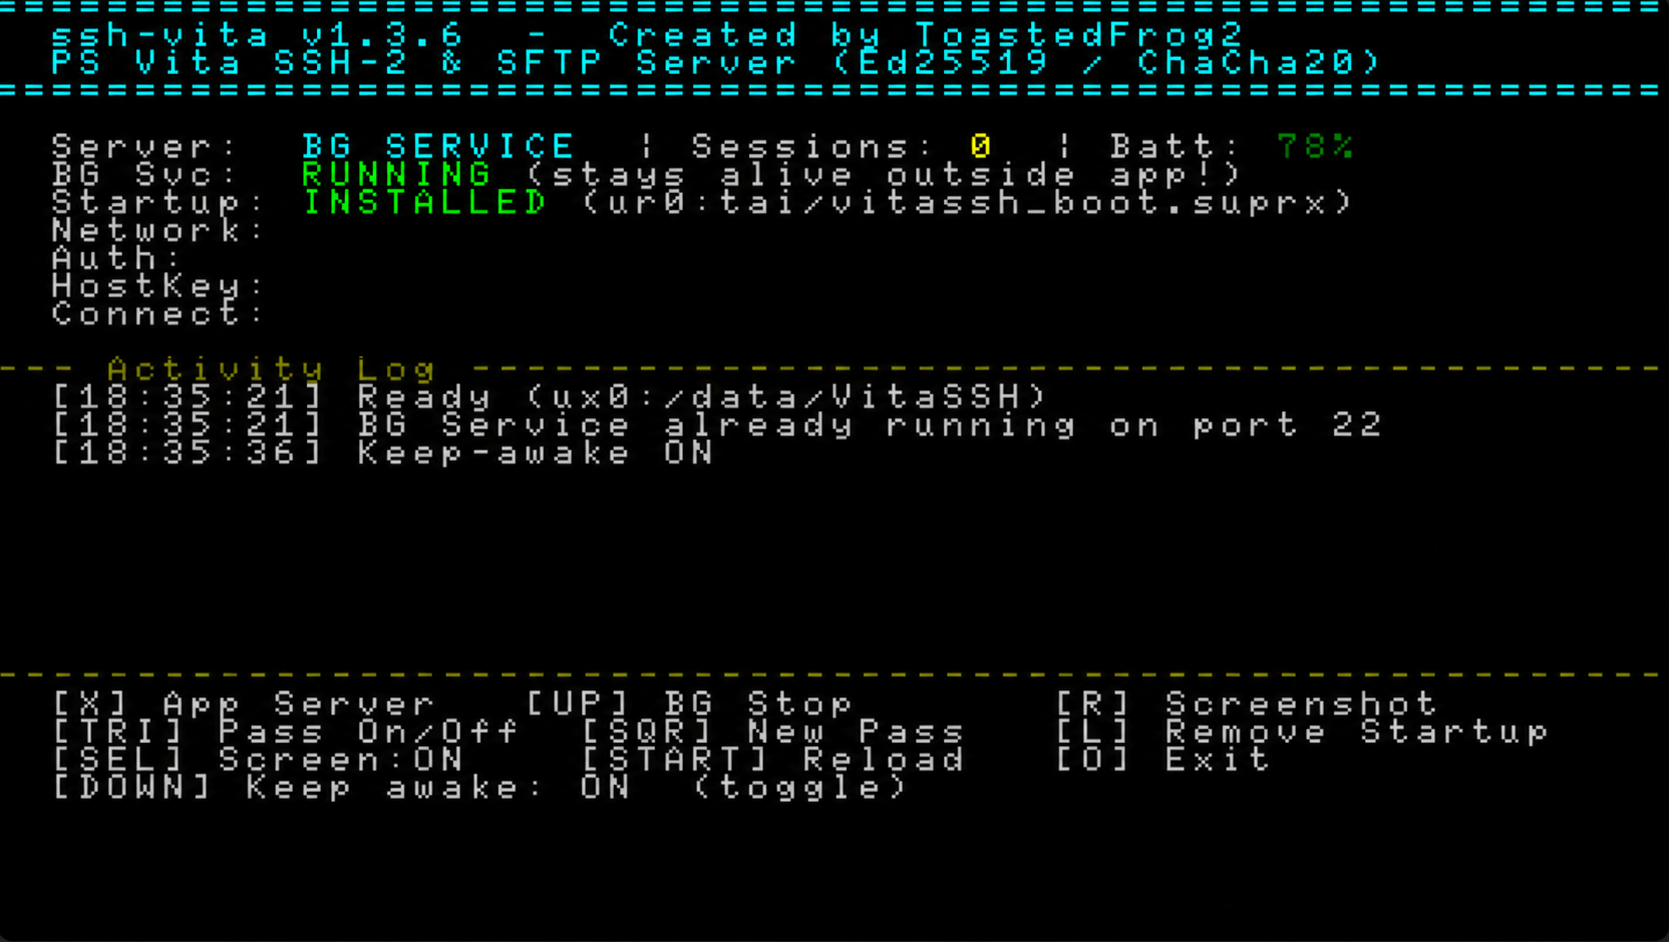 ssh-vita v1.3.6 - Created by ToastedFrog2
PS Vita SSH-2 & SFTP Server (Ed25519 / ChaCha20)
Server: BG SERVICE | Sessions: 0 | Batt: 78%
BG Svc: RUNNING (stays alive outside app!)
Startup: INSTALLED (ur0:tai/vitassh_boot.suprx)
Network:
Auth:
HostKey:
Connect:
--- Activity Log ---
[18:35:21] Ready (ux0:/data/VitaSSH)
[18:35:21] BG Service already running on port 22
[18:35:36] Keep-awake ON
[X] App Server [UP] BG Stop [R] Screenshot
[TRI] Pass On/Off [SQR] New Pass [L] Remove Startup
[SEL] Screen:ON [START] Reload [O] Exit
[DOWN] Keep awake: ON (toggle)